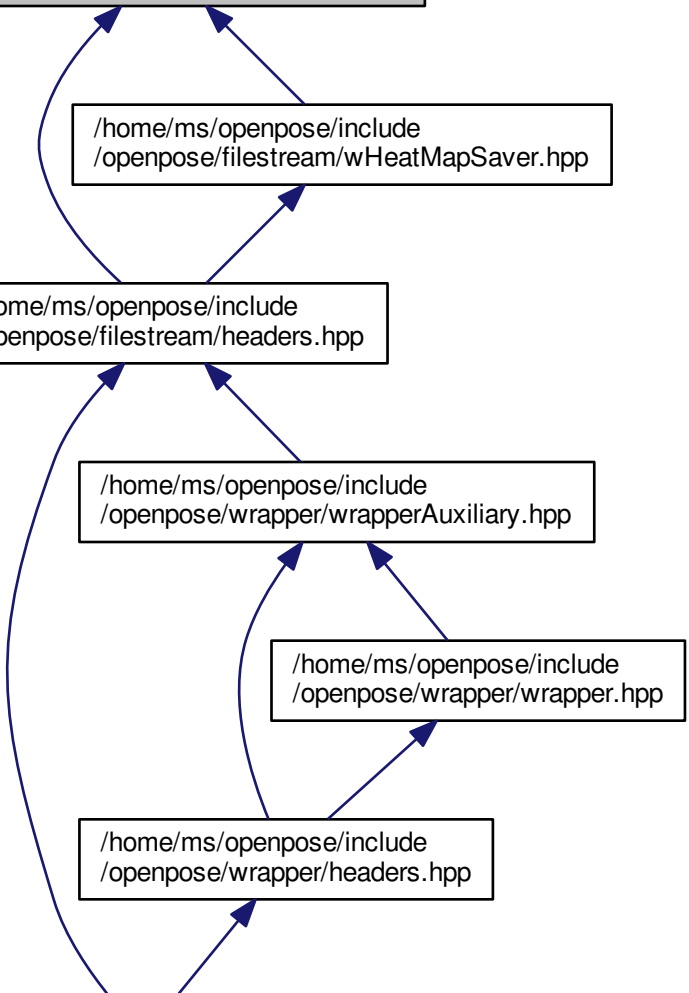 /home/ms/openpose/include
/openpose/filestream/wHeatMapSaver.hpp
ome/ms/openpose/include
penpose/filestream/headers.hpp
/home/ms/openpose/include
/openpose/wrapper/wrapperAuxiliary.hpp
/home/ms/openpose/include
/openpose/wrapper/wrapper.hpp
/home/ms/openpose/include
/openpose/wrapper/headers.hpp